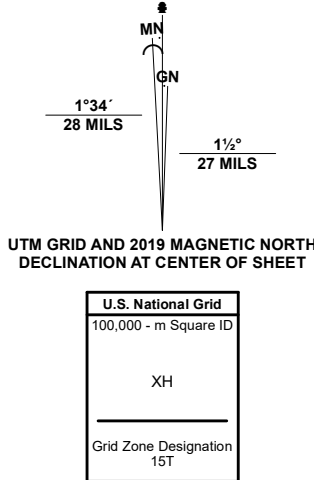 MN
GN
1°34´
28 MILS
1½°
27 MILS
UTM GRID AND 2019 MAGNETIC NORTH
DECLINATION AT CENTER OF SHEET
U.S. National Grid
100,000 - m Square ID
XH
Grid Zone Designation
15T